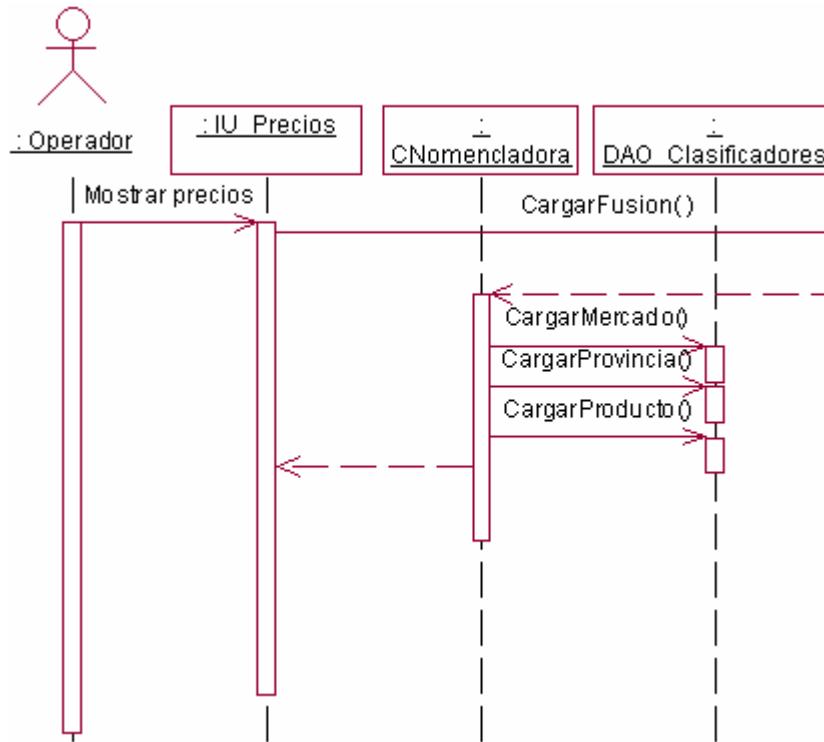 : Operador
: IU_Precios
:
CNomencladora
:
DAO_Clasificadores
Mostrar precios
CargarFusion()
CargarMercado()
CargarProvincia()
CargarProducto()